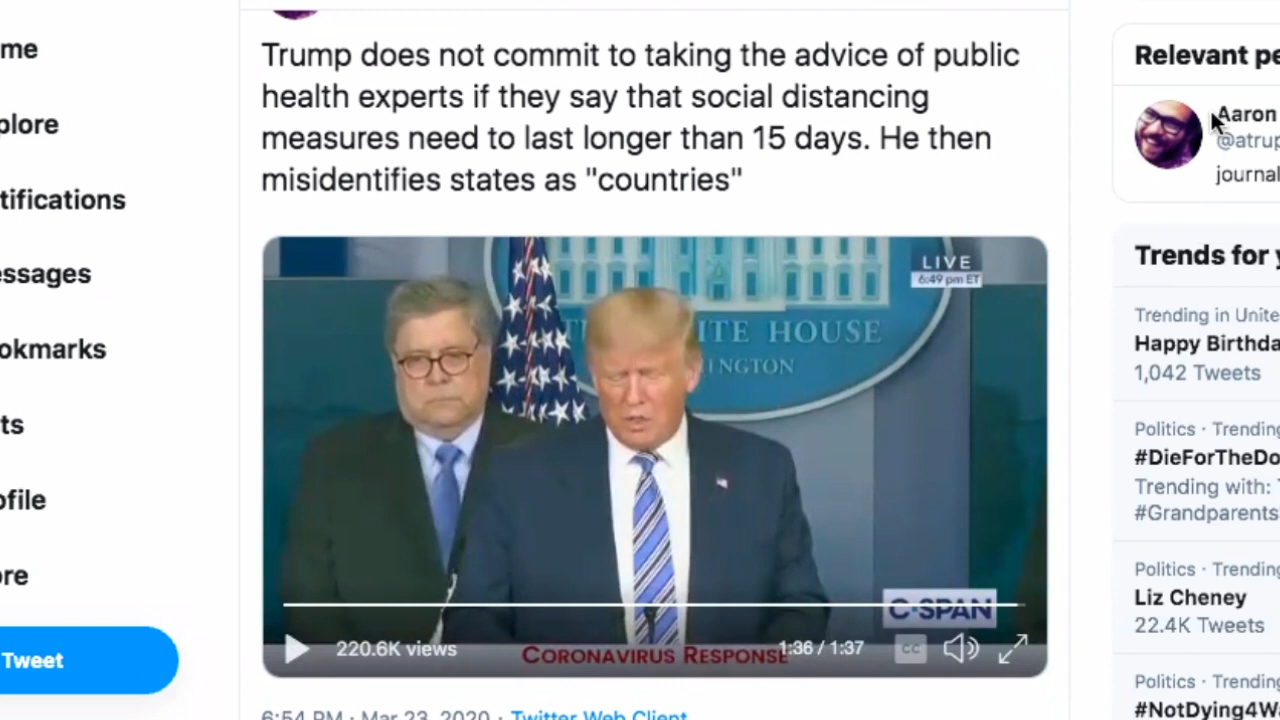 me
plore
tifications
essages
okmarks
ts
ofile
ore
Tweet
Trump does not commit to taking the advice of public
health experts if they say that social distancing
measures need to last longer than 15 days. He then
misidentifies states as "countries"
LIVE
6:49 pm ET
ITE HOUSE
INGTON
C-SPAN
220.6K views
CORONAVIRUS RESPONSE
1:36 / 1:37
CC
6:54 PM · Mar 23, 2020 · Twitter Web Client
Relevant pe
Aaron
@atrup
journal
Trends for y
Trending in Unite
Happy Birthda
1,042 Tweets
Politics · Trending
#DieForTheDo
Trending with: T
#Grandparents
Politics · Trending
Liz Cheney
22.4K Tweets
Politics · Trending
#NotDying4Wa